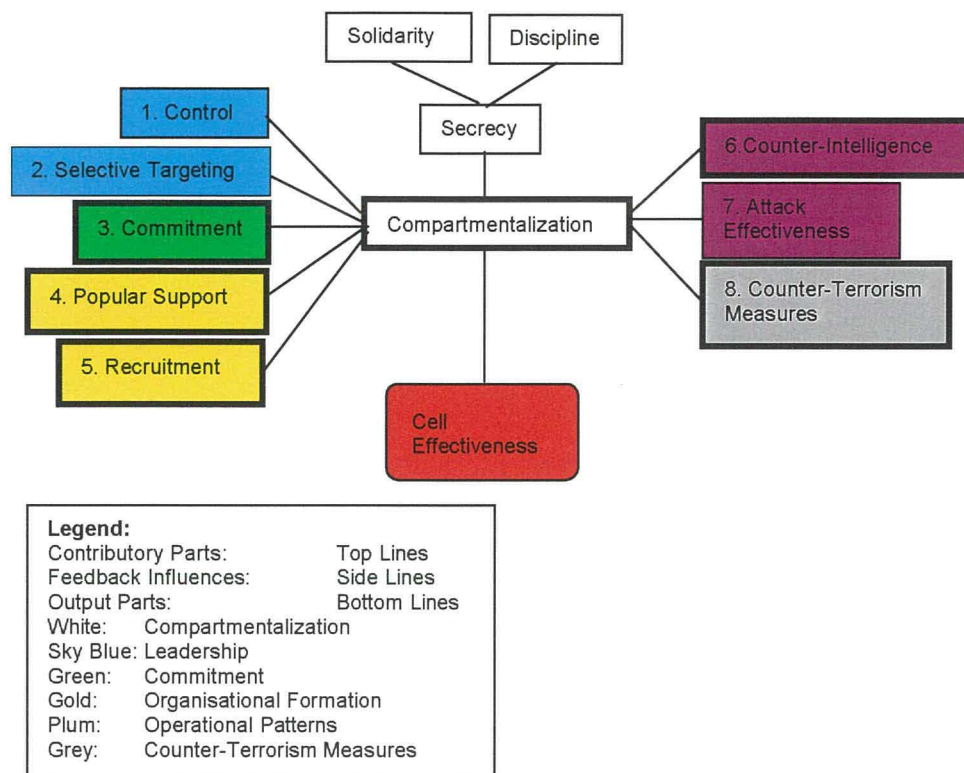 Solidarity
Discipline
1. Control
Secrecy
2. Selective Targeting
6.Counter-Intelligence
3. Commitment
Compartmentalization
7. Attack
Effectiveness
4. Popular Support
8. Counter-Terrorism
Measures
5. Recruitment
Cell
Effectiveness
Legend:
Contributory Parts: Top Lines
Feedback Influences: Side Lines
Output Parts: Bottom Lines
White: Compartmentalization
Sky Blue: Leadership
Green: Commitment
Gold: Organisational Formation
Plum: Operational Patterns
Grey: Counter-Terrorism Measures